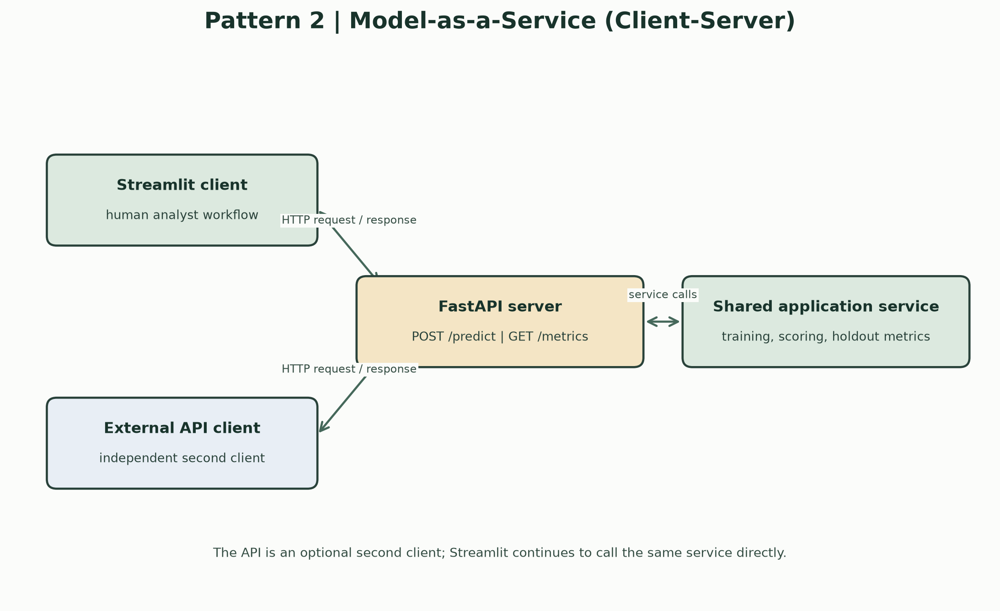 Pattern 2 | Model-as-a-Service (Client-Server)
Streamlit client
human analyst workflow
HTTP request / response
FastAPI server
POST /predict | GET /metrics
service calls
Shared application service
training, scoring, holdout metrics
HTTP request / response
External API client
independent second client
The API is an optional second client; Streamlit continues to call the same service directly.